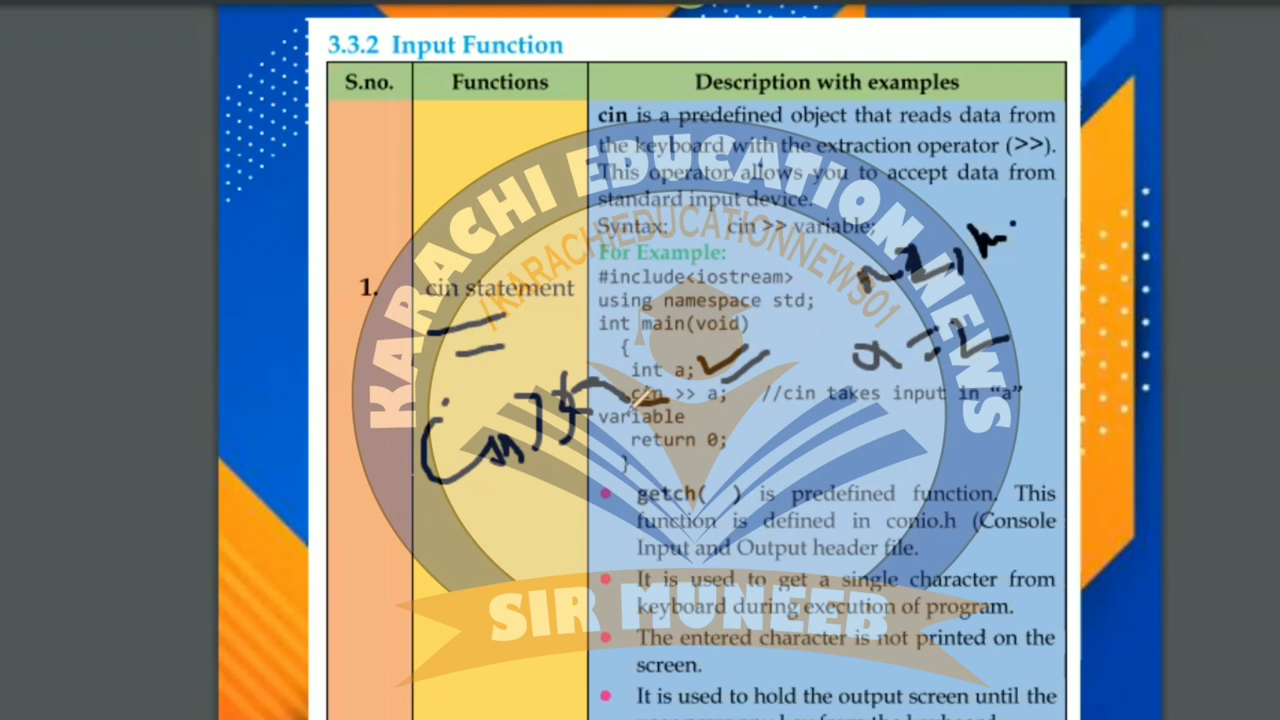 3.3.2 Input Function
S.no. Functions Description with examples
cin is a predefined object that reads data from
the keyboard with the extraction operator (>>).
This operator allows you to accept data from
standard input device.
Syntax: cin >> variable;
For Example:
#include<iostream>
1. cin statement
using namespace std;
int main(void)
{
int a;
cin >> a; //cin takes input in "a"
variable
return 0;
}
getch( ) is predefined function. This
function is defined in conio.h (Console
Input and Output header file.
It is used to get a single character from
keyboard during execution of program.
The entered character is not printed on the
screen.
It is used to hold the output screen until the
KARACHI EDUCATION NEWS
/KARACHIEDUCATIONNEWS01
SIR MUNEEB
a = 2